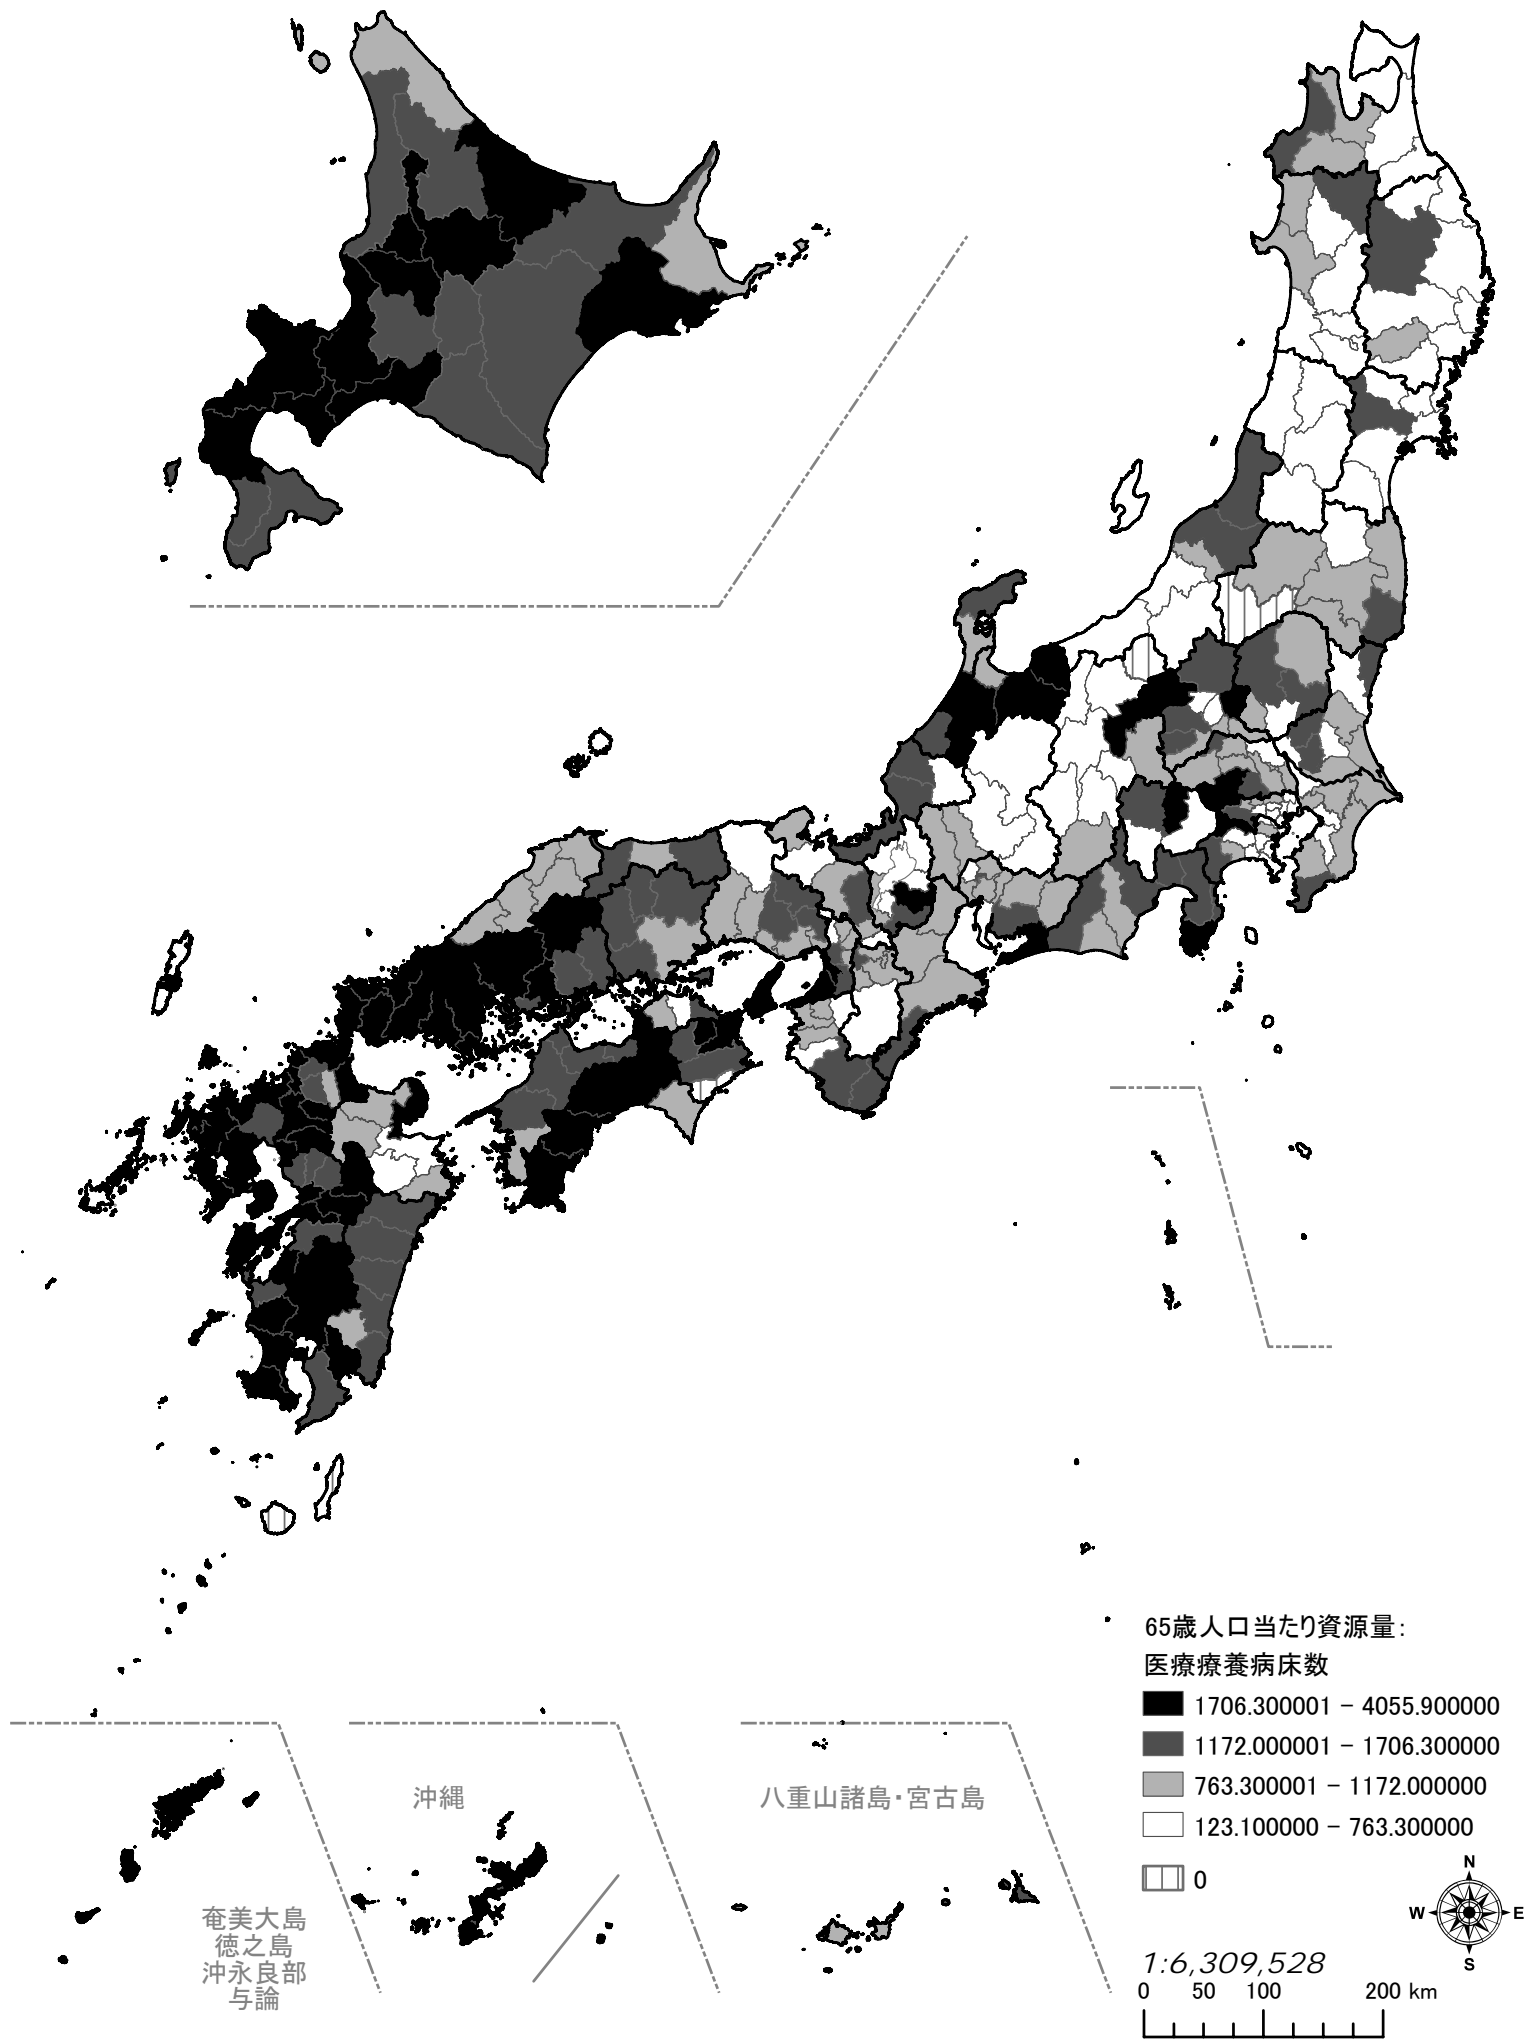 65歳人口当たり資源量:
医療療養病床数
1706.300001 - 4055.900000
1172.000001 - 1706.300000
763.300001 - 1172.000000
123.100000 - 763.300000
0
沖縄
八重山諸島・宮古島
奄美大島
徳之島
沖永良部
与論
N
W E
S
1:6,309,528
0 50 100 200 km